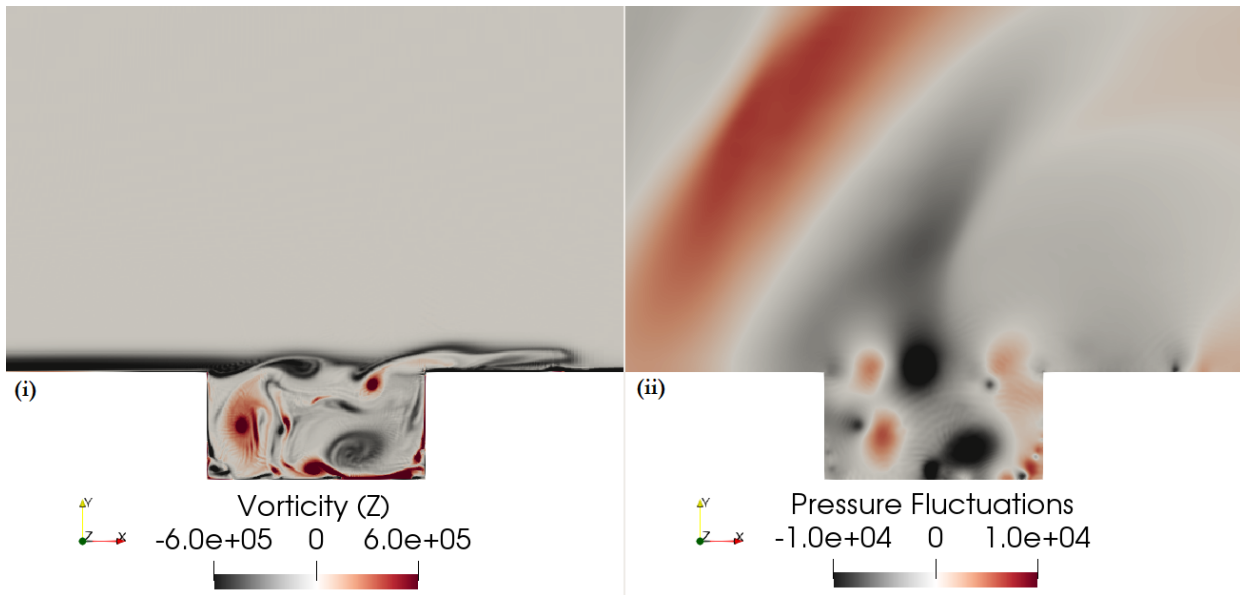 (i)
(ii)
Y
Z X
Vorticity (Z)
-6.0e+05 0 6.0e+05
Y
Z X
Pressure Fluctuations
-1.0e+04 0 1.0e+04